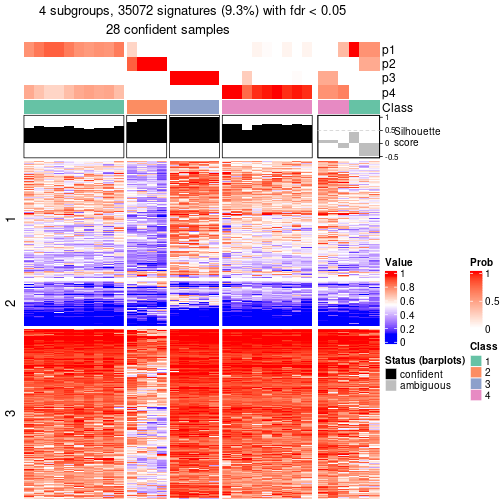 4 subgroups, 35072 signatures (9.3%) with fdr < 0.05
28 confident samples
p1
p2
p3
p4
Class
1
0.5
0
-0.5
Silhouette
score
1
2
3
Value
1
0.8
0.6
0.4
0.2
0
Status (barplots)
confident
ambiguous
Prob
1
0.5
0
Class
1
2
3
4